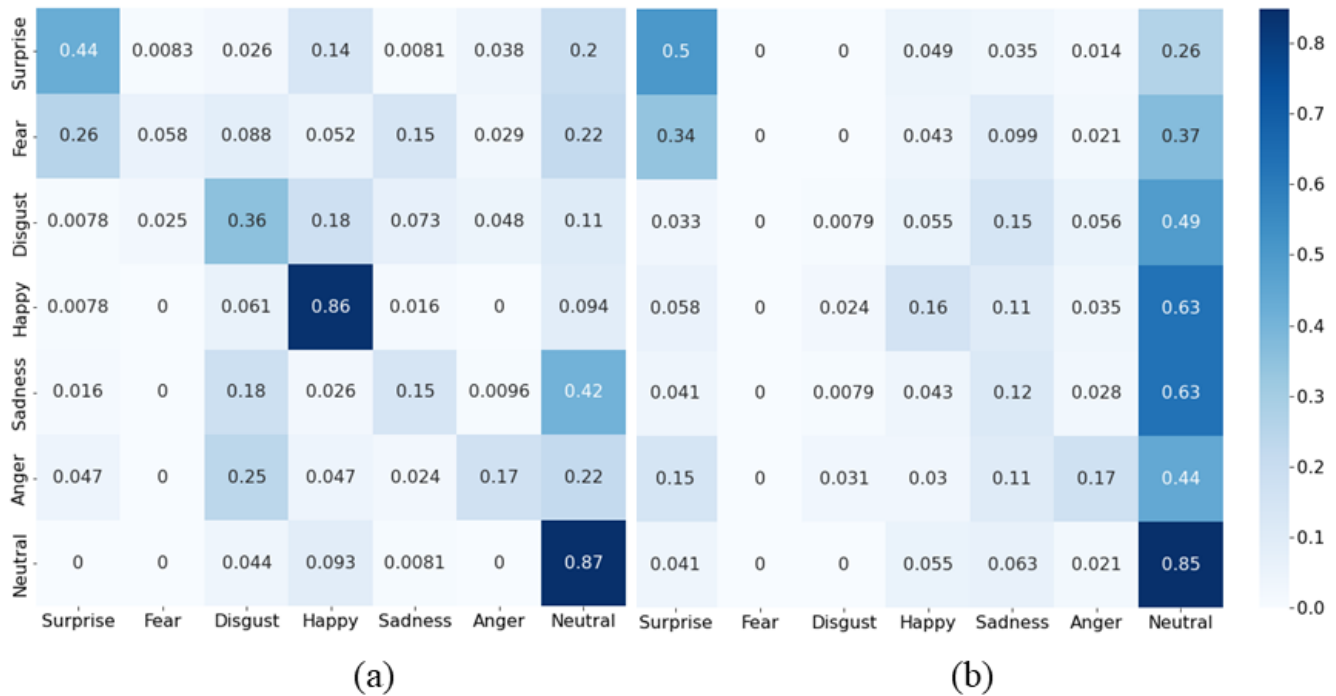 Surprise 0.44 0.0083 0.026 0.14 0.0081 0.038 0.2 0.5 0 0 0.049 0.035 0.014 0.26 0.8
Fear 0.26 0.058 0.088 0.052 0.15 0.029 0.22 0.34 0 0 0.043 0.099 0.021 0.37 0.7
0.6
Disgust 0.0078 0.025 0.36 0.18 0.073 0.048 0.11 0.033 0 0.0079 0.055 0.15 0.056 0.49
0.5
Happy 0.0078 0 0.061 0.86 0.016 0 0.094 0.058 0 0.024 0.16 0.11 0.035 0.63 0.4
Sadness 0.016 0 0.18 0.026 0.15 0.0096 0.42 0.041 0 0.0079 0.043 0.12 0.028 0.63 0.3
0.2
Anger 0.047 0 0.25 0.047 0.024 0.17 0.22 0.15 0 0.031 0.03 0.11 0.17 0.44
0.1
Neutral 0 0 0.044 0.093 0.0081 0 0.87 0.041 0 0 0.055 0.063 0.021 0.85
0.0
Surprise Fear Disgust Happy Sadness Anger Neutral Surprise Fear Disgust Happy Sadness Anger Neutral
(a) (b)